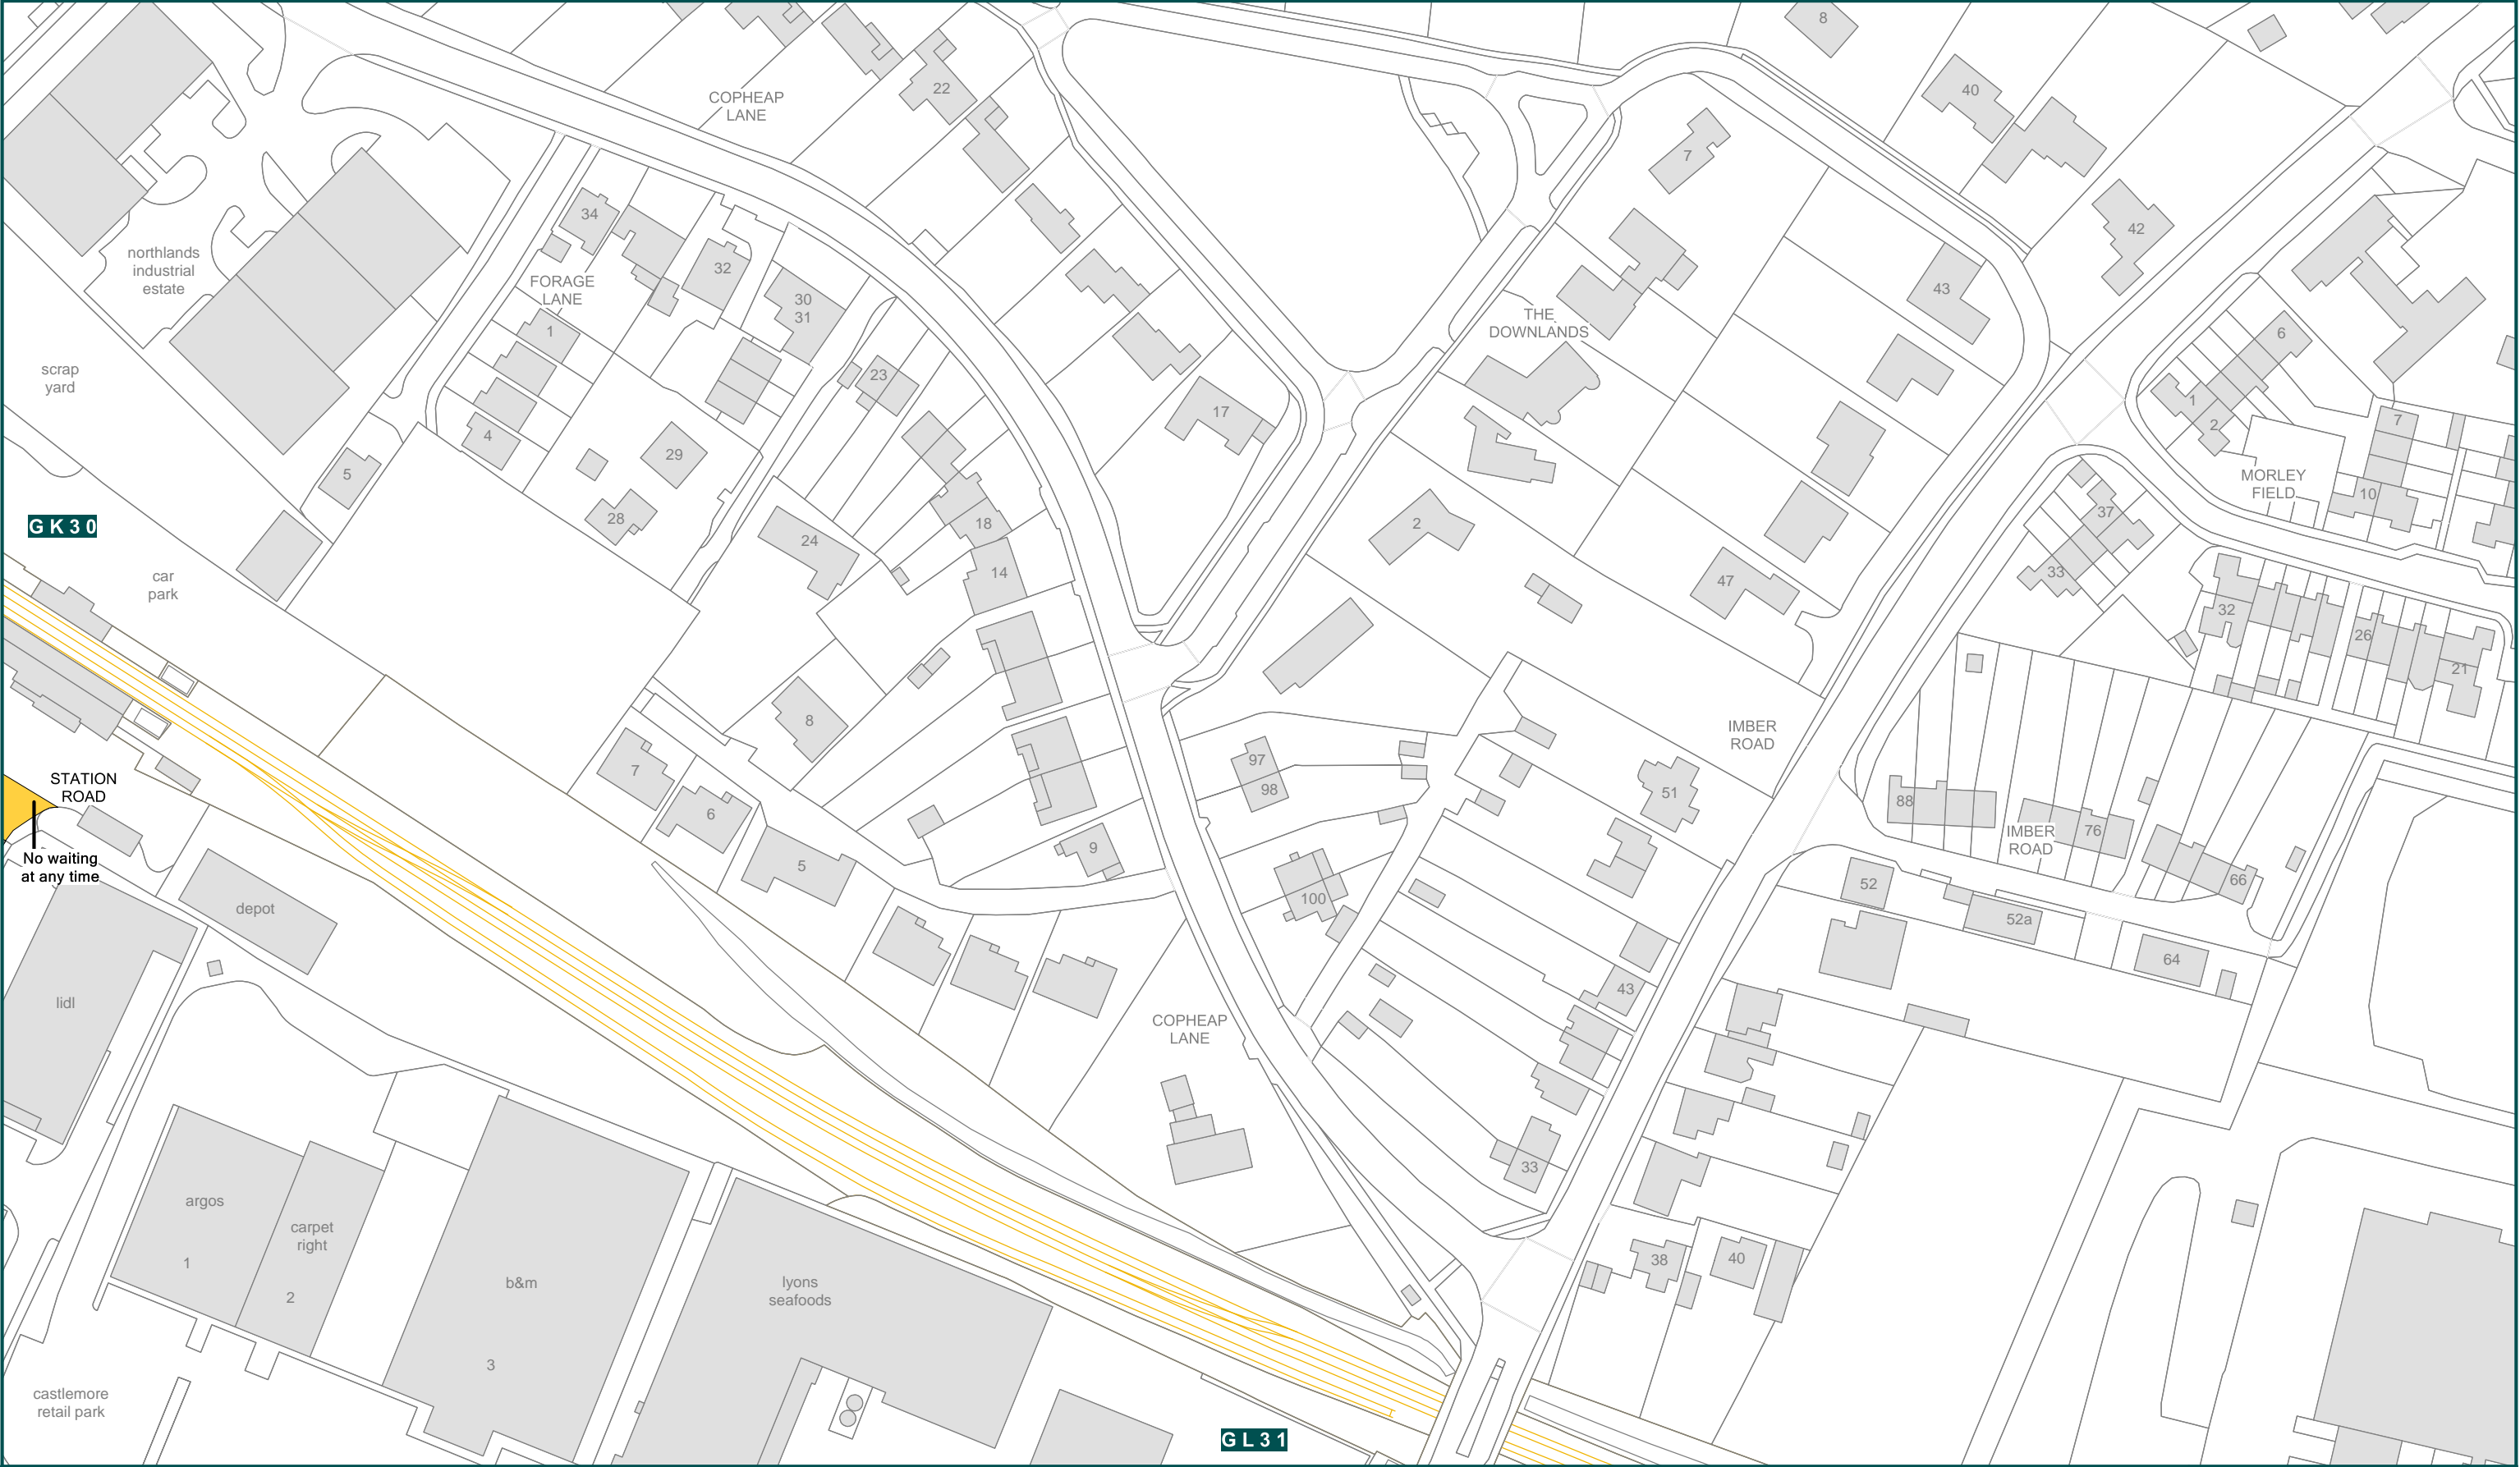 8
COPHEAP
LANE
22
40
7
34
42
32
FORAGE
LANE
northlands
industrial
estate
30
31
43
THE
DOWNLANDS
1
6
scrap
yard
23
1
17
2
7
4
29
5
MORLEY
FIELD
10
28
18
2
37
GK30
24
14
47
33
car
park
32
26
21
8
IMBER
ROAD
7
97
98
51
STATION
ROAD
6
88
76
IMBER
ROAD
No waiting
at any time
9
5
52
66
100
52a
depot
64
43
lidl
COPHEAP
LANE
33
argos
carpet
right
38
40
1
b&m
lyons
seafoods
2
3
castlemore
retail park
GL31